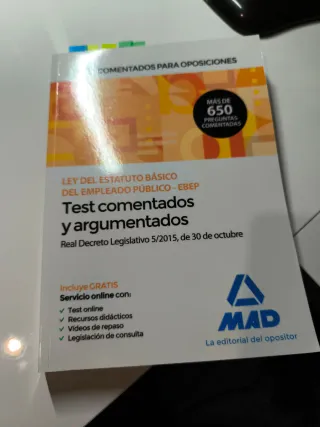 COMENTADOS PARA OPOSICIONES
MÁS DE
650
PREGUNTAS
COMENTADAS
LEY DEL ESTATUTO BÁSICO
DEL EMPLEADO PÚBLICO - EBEP
Test comentados
y argumentados
Real Decreto Legislativo 5/2015, de 30 de octubre
Incluye GRATIS
Servicio online con:
✓ Test online
✓ Recursos didácticos
✓ Vídeos de repaso
✓ Legislación de consulta
MAD
La editorial del opositor